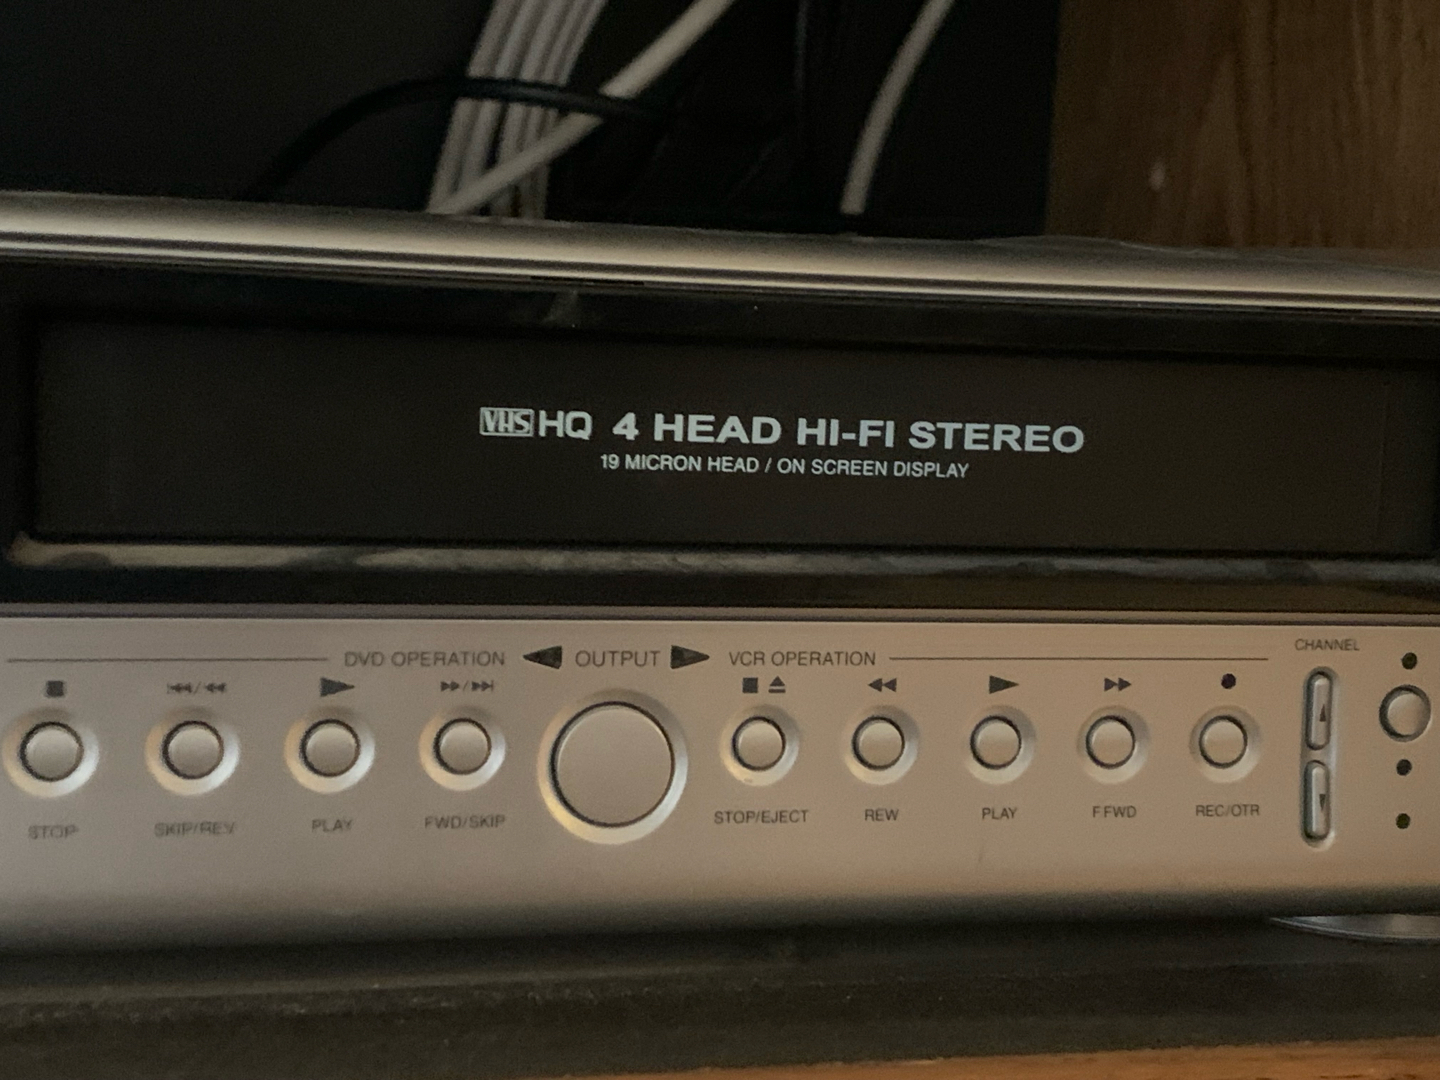 VHS HQ 4 HEAD HI-FI STEREO
19 MICRON HEAD / ON SCREEN DISPLAY
DVD OPERATION OUTPUT VCR OPERATION
CHANNEL
STOP SKIP/REV PLAY FWD/SKIP STOP/EJECT REW PLAY F FWD REC/OTR